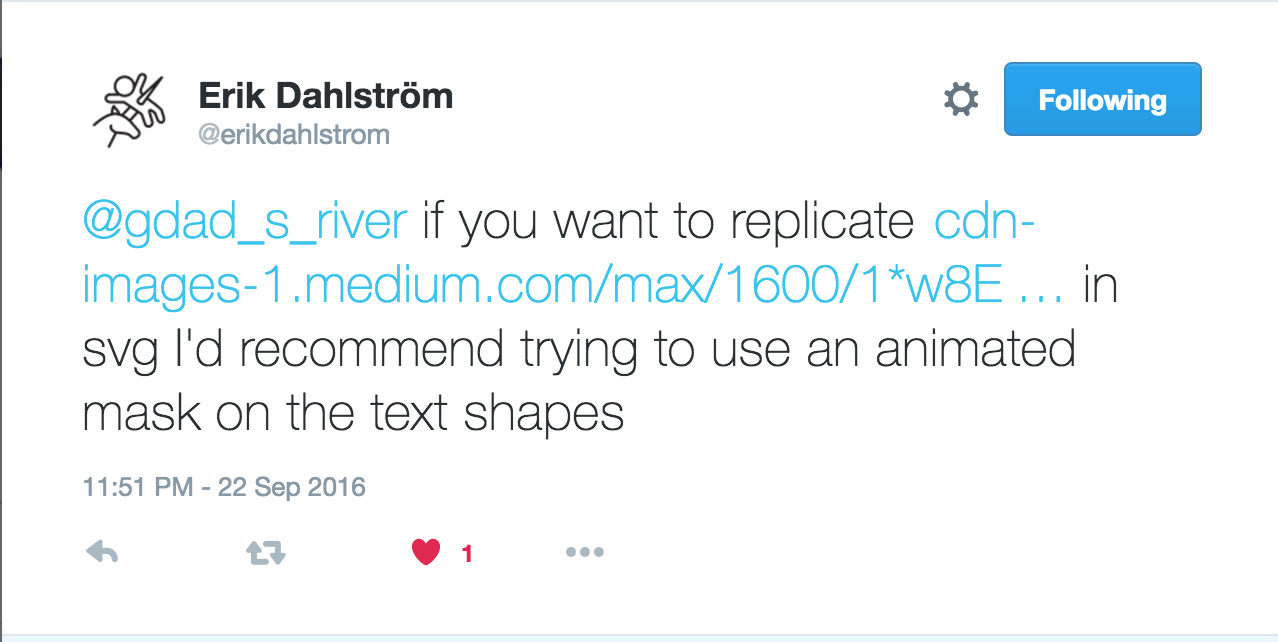 Erik Dahlström
@erikdahlstrom
Following
@gdad_s_river if you want to replicate cdn-
images-1.medium.com/max/1600/1*w8E ... in
svg I'd recommend trying to use an animated
mask on the text shapes
11:51 PM - 22 Sep 2016
1